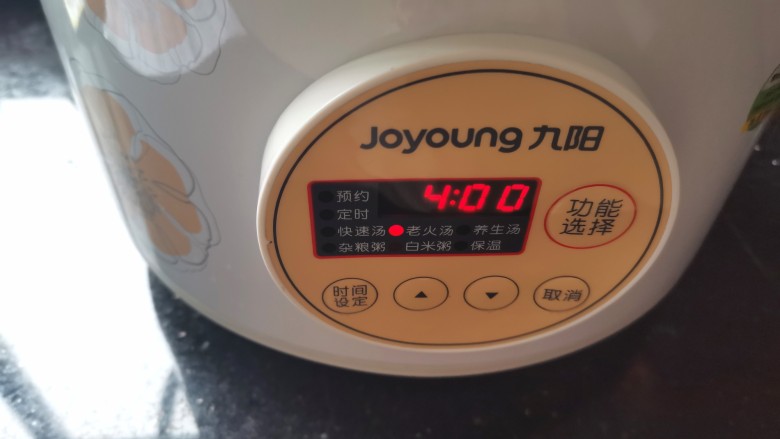 Joyoung 九阳
预约
4:00
定时
快速汤 老火汤 养生汤
杂粮粥 白米粥 保温
功能
选择
时间
设定
▲
▼
取消